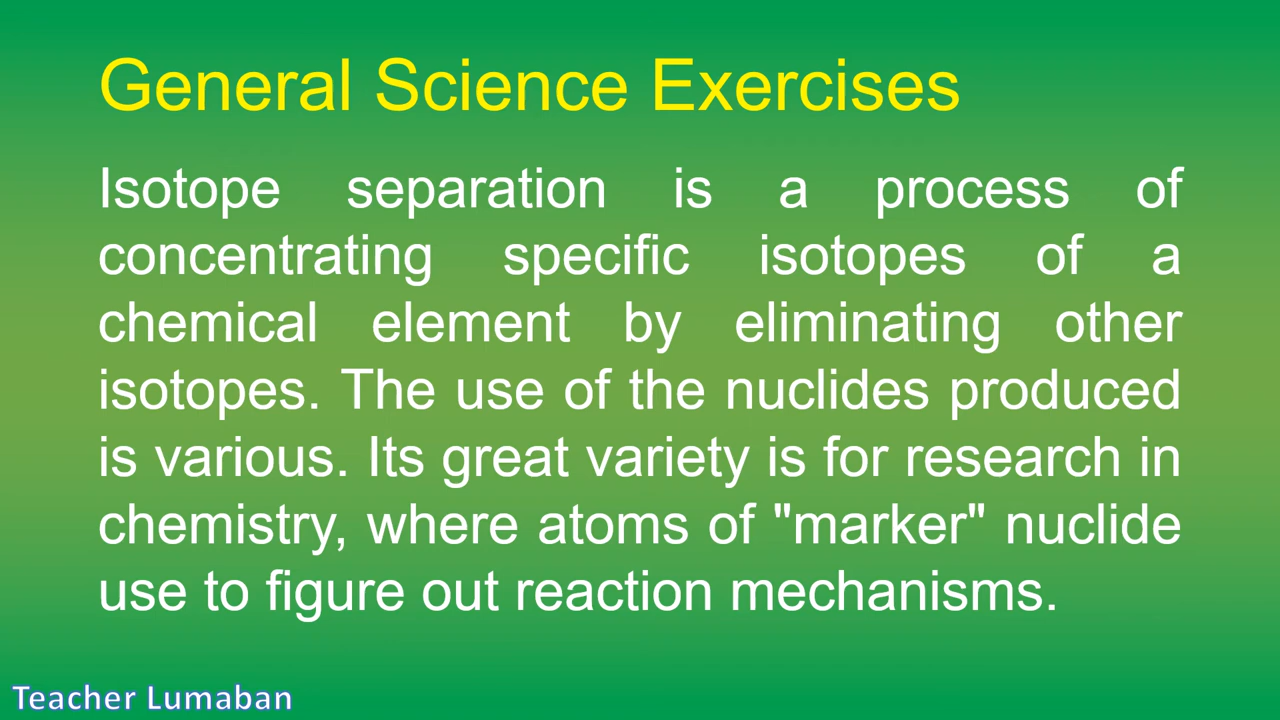 General Science Exercises
Isotope separation is a process of
concentrating specific isotopes of a
chemical element by eliminating other
isotopes. The use of the nuclides produced
is various. Its great variety is for research in
chemistry, where atoms of "marker" nuclide
use to figure out reaction mechanisms.
Teacher Lumaban